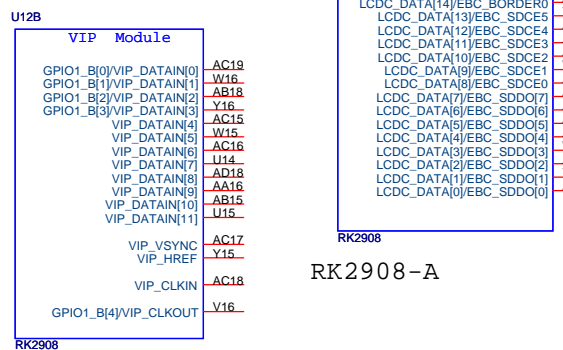 U12B
VIP Module
GPIO1_B[0]/VIP_DATAIN[0] AC19
GPIO1_B[1]/VIP_DATAIN[1] W16
GPIO1_B[2]/VIP_DATAIN[2] AB18
GPIO1_B[3]/VIP_DATAIN[3] Y16
VIP_DATAIN[4] AC15
VIP_DATAIN[5] W15
VIP_DATAIN[6] AC16
VIP_DATAIN[7] U14
VIP_DATAIN[8] AD18
VIP_DATAIN[9] AA16
VIP_DATAIN[10] AB15
VIP_DATAIN[11] U15
VIP_VSYNC AC17
VIP_HREF Y15
VIP_CLKIN AC18
GPIO1_B[4]/VIP_CLKOUT V16
RK2908
LCDC_DATA[14]/EBC_BORDER0
LCDC_DATA[13]/EBC_SDCE5
LCDC_DATA[12]/EBC_SDCE4
LCDC_DATA[11]/EBC_SDCE3
LCDC_DATA[10]/EBC_SDCE2
LCDC_DATA[9]/EBC_SDCE1
LCDC_DATA[8]/EBC_SDCE0
LCDC_DATA[7]/EBC_SDDO[7]
LCDC_DATA[6]/EBC_SDDO[6]
LCDC_DATA[5]/EBC_SDDO[5]
LCDC_DATA[4]/EBC_SDDO[4]
LCDC_DATA[3]/EBC_SDDO[3]
LCDC_DATA[2]/EBC_SDDO[2]
LCDC_DATA[1]/EBC_SDDO[1]
LCDC_DATA[0]/EBC_SDDO[0]
RK2908
RK2908-A